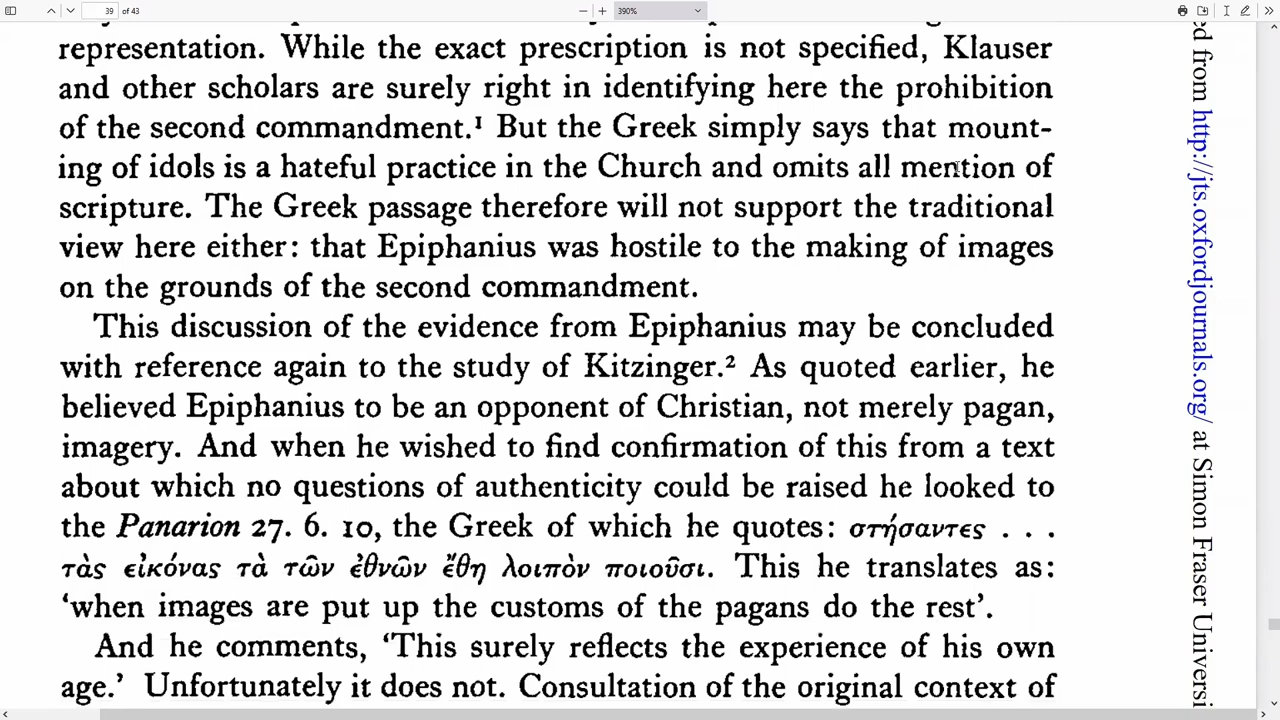 39 of 43
390%
representation. While the exact prescription is not specified, Klauser
and other scholars are surely right in identifying here the prohibition
of the second commandment.¹ But the Greek simply says that mount-
ing of idols is a hateful practice in the Church and omits all mention of
scripture. The Greek passage therefore will not support the traditional
view here either: that Epiphanius was hostile to the making of images
on the grounds of the second commandment.
This discussion of the evidence from Epiphanius may be concluded
with reference again to the study of Kitzinger.² As quoted earlier, he
believed Epiphanius to be an opponent of Christian, not merely pagan,
imagery. And when he wished to find confirmation of this from a text
about which no questions of authenticity could be raised he looked to
the Panarion 27. 6. 10, the Greek of which he quotes: στήσαντες . . .
τὰς εἰκόνας τὰ τῶν ἐθνῶν ἔθη λοιπὸν ποιοῦσι. This he translates as:
‘when images are put up the customs of the pagans do the rest’.
And he comments, ‘This surely reflects the experience of his own
age.’ Unfortunately it does not. Consultation of the original context of
from http://jts.oxfordjournals.org/ at Simon Fraser